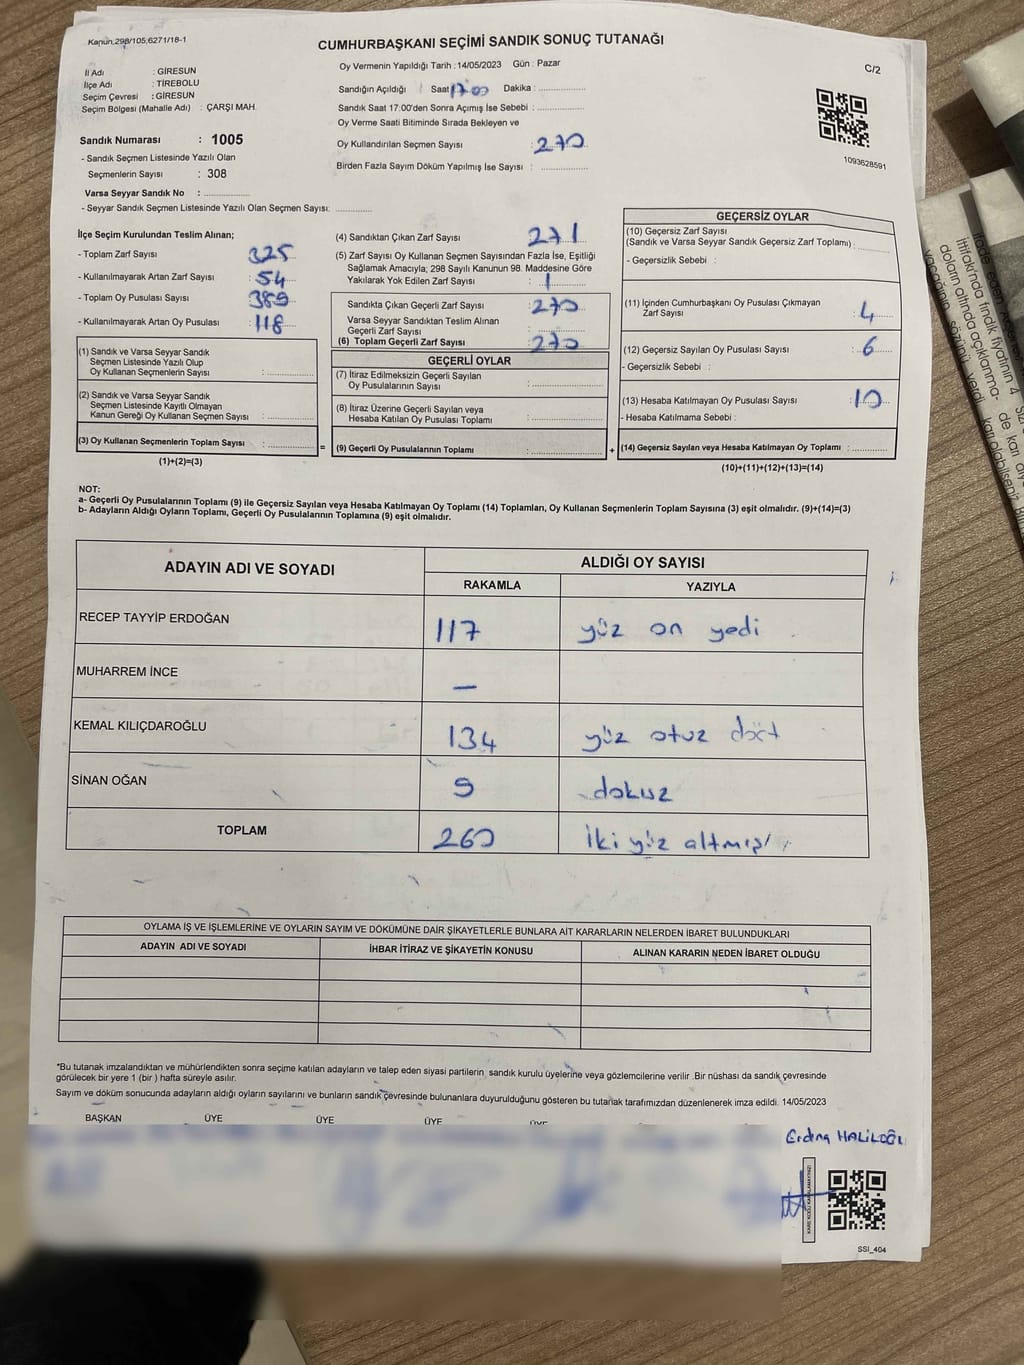 Kanun.298/105,6271/18-1
CUMHURBAŞKANI SEÇİMİ SANDIK SONUÇ TUTANAĞI
C/2
İl Adı : GİRESUN
İlçe Adı : TİREBOLU
Seçim Çevresi : GİRESUN
Seçim Bölgesi (Mahalle Adı) : ÇARŞI MAH.
Sandık Numarası : 1005
- Sandık Seçmen Listesinde Yazılı Olan
Seçmenlerin Sayısı : 308
Varsa Seyyar Sandık No :
- Seyyar Sandık Seçmen Listesinde Yazılı Olan Seçmen Sayısı:
Oy Vermenin Yapıldığı Tarih :14/05/2023 Gün : Pazar
Sandığın Açıldığı Saat 17.00 Dakika :
Sandık Saat 17.00'den Sonra Açımış İse Sebebi :
Oy Verme Saati Bitiminde Sırada Bekleyen ve
Oy Kullandırılan Seçmen Sayısı : 270
Birden Fazla Sayım Döküm Yapılmış İse Sayısı :
1093628591
İlçe Seçim Kurulundan Teslim Alınan;
- Toplam Zarf Sayısı : 325
- Kullanılmayarak Artan Zarf Sayısı : 54
- Toplam Oy Pusulası Sayısı : 389
- Kullanılmayarak Artan Oy Pusulası : 118
(1) Sandık ve Varsa Seyyar Sandık
Seçmen Listesinde Yazılı Olup
Oy Kullanan Seçmenlerin Sayısı :
(2) Sandık ve Varsa Seyyar Sandık
Seçmen Listesinde Kayıtlı Olmayan
Kanun Gereği Oy Kullanan Seçmen Sayısı :
(3) Oy Kullanan Seçmenlerin Toplam Sayısı : =
(1)+(2)=(3)
(4) Sandıktan Çıkan Zarf Sayısı : 271
(5) Zarf Sayısı Oy Kullanan Seçmen Sayısından Fazla İse, Eşitliği
Sağlamak Amacıyla; 298 Sayılı Kanunun 98. Maddesine Göre
Yakılarak Yok Edilen Zarf Sayısı : 1
Sandıkta Çıkan Geçerli Zarf Sayısı : 270
Varsa Seyyar Sandıktan Teslim Alınan
Geçerli Zarf Sayısı :
(6) Toplam Geçerli Zarf Sayısı : 270
GEÇERLİ OYLAR
(7) İtiraz Edilmeksizin Geçerli Sayılan
Oy Pusulalarının Sayısı :
(8) İtiraz Üzerine Geçerli Sayılan veya
Hesaba Katılan Oy Pusulası Toplamı :
(9) Geçerli Oy Pusulalarının Toplamı : +
GEÇERSİZ OYLAR
(10) Geçersiz Zarf Sayısı
(Sandık ve Varsa Seyyar Sandık Geçersiz Zarf Toplamı) :
- Geçersizlik Sebebi :
(11) İçinden Cumhurbaşkanı Oy Pusulası Çıkmayan
Zarf Sayısı : 4
(12) Geçersiz Sayılan Oy Pusulası Sayısı : 6
- Geçersizlik Sebebi :
(13) Hesaba Katılmayan Oy Pusulası Sayısı : 10
- Hesaba Katılmama Sebebi :
(14) Geçersiz Sayılan veya Hesaba Katılmayan Oy Toplamı :
(10)+(11)+(12)+(13)=(14)
NOT:
a- Geçerli Oy Pusulalarının Toplamı (9) ile Geçersiz Sayılan veya Hesaba Katılmayan Oy Toplamı (14) Toplamları, Oy Kullanan Seçmenlerin Toplam Sayısına (3) eşit olmalıdır. (9)+(14)=(3)
b- Adayların Aldığı Oyların Toplamı, Geçerli Oy Pusulalarının Toplamına (9) eşit olmalıdır.
ADAYIN ADI VE SOYADI ALDIĞI OY SAYISI
RAKAMLA YAZIYLA
RECEP TAYYİP ERDOĞAN 117 yüz on yedi
MUHARREM İNCE —
KEMAL KILIÇDAROĞLU 134 yüz otuz dört
SİNAN OĞAN 9 dokuz
TOPLAM 260 İki yüz altmış
OYLAMA İŞ VE İŞLEMLERİNE VE OYLARIN SAYIM VE DÖKÜMÜNE DAİR ŞİKAYETLERLE BUNLARA AİT KARARLARIN NELERDEN İBARET BULUNDUKLARI
ADAYIN ADI VE SOYADI İHBAR İTİRAZ VE ŞİKAYETİN KONUSU ALINAN KARARIN NEDEN İBARET OLDUĞU
*Bu tutanak imzalandıktan ve mühürlendikten sonra seçime katılan adayların ve talep eden siyasi partilerin, sandık kurulu üyelerine veya gözlemcilerine verilir .Bir nüshası da sandık çevresinde
görülecek bir yere 1 (bir ) hafta süreyle asılır.
Sayım ve döküm sonucunda adayların aldığı oyların sayılarını ve bunların sandık çevresinde bulunanlara duyurulduğunu gösteren bu tutanak tarafımızdan düzenlenerek imza edildi. 14/05/2023
BAŞKAN ÜYE ÜYE ÜYE ÜYE
HALİLOĞLU
SSI_404